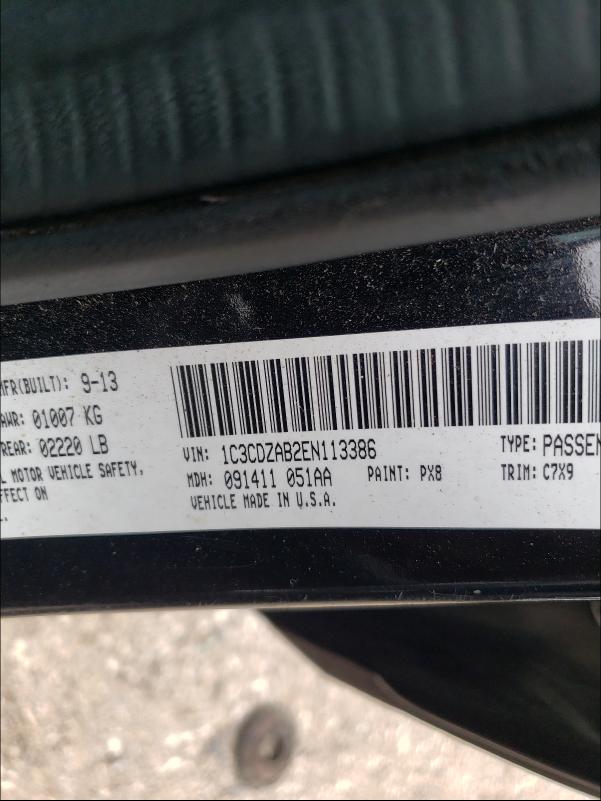 MFR(BUILT): 9-13
AWR: 01007 KG
REAR: 02220 LB
L MOTOR VEHICLE SAFETY,
FFECT ON
VIN: 1C3CDZAB2EN113386
TYPE: PASSEN
MDH: 091411 051AA
PAINT: PX8
TRIM: C7X9
VEHICLE MADE IN U.S.A.